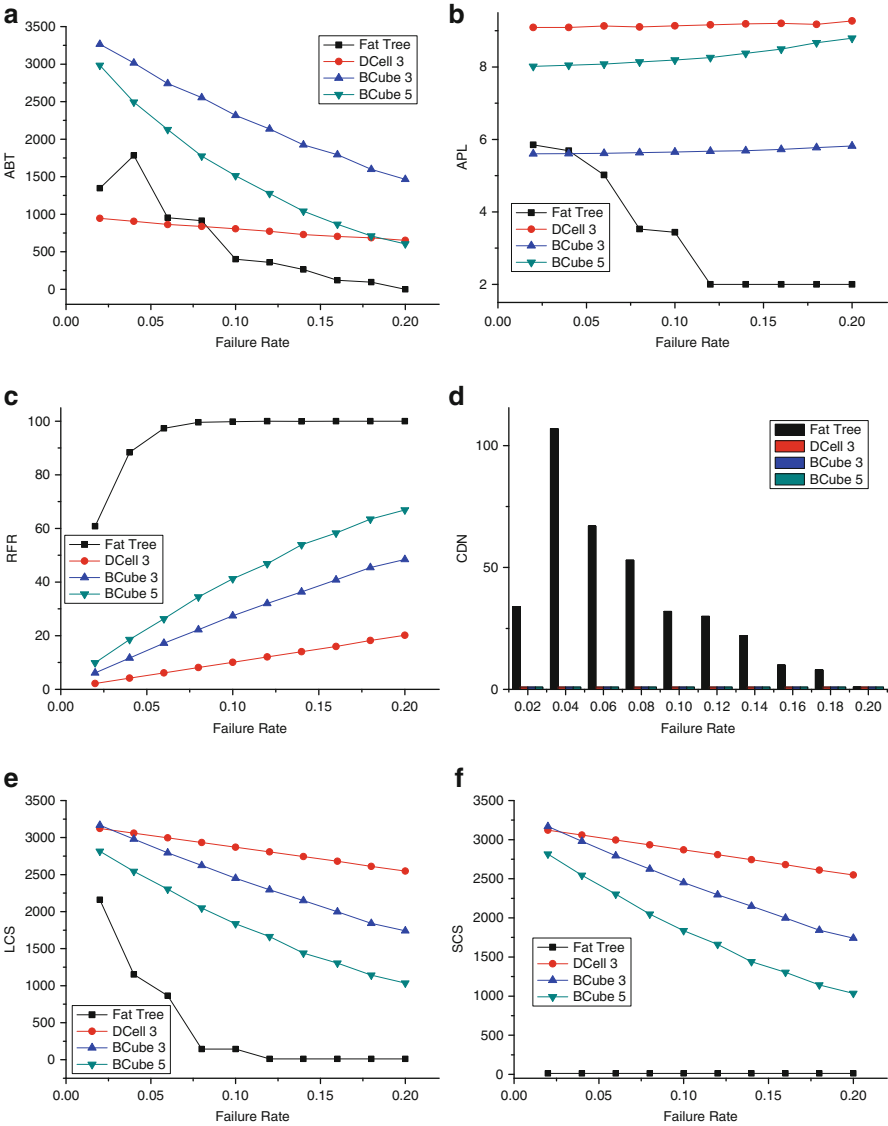 a
3500
3000
2500
2000
1500
1000
500
0
ABT
0.00
0.05
0.10
0.15
0.20
Failure Rate
Fat Tree
DCell 3
BCube 3
BCube 5
b
8
6
4
2
APL
0.00
0.05
0.10
0.15
0.20
Failure Rate
Fat Tree
DCell 3
BCube 3
BCube 5
c
100
80
60
40
20
0
RFR
0.00
0.05
0.10
0.15
0.20
Failure Rate
Fat Tree
DCell 3
BCube 3
BCube 5
d
100
50
0
CDN
0.02
0.04
0.06
0.08
0.10
0.12
0.14
0.16
0.18
0.20
Failure Rate
Fat Tree
DCell 3
BCube 3
BCube 5
e
3500
3000
2500
2000
1500
1000
500
0
LCS
0.00
0.05
0.10
0.15
0.20
Failure Rate
Fat Tree
DCell 3
BCube 3
BCube 5
f
3500
3000
2500
2000
1500
1000
500
0
SCS
0.00
0.05
0.10
0.15
0.20
Failure Rate
Fat Tree
DCell 3
BCube 3
BCube 5